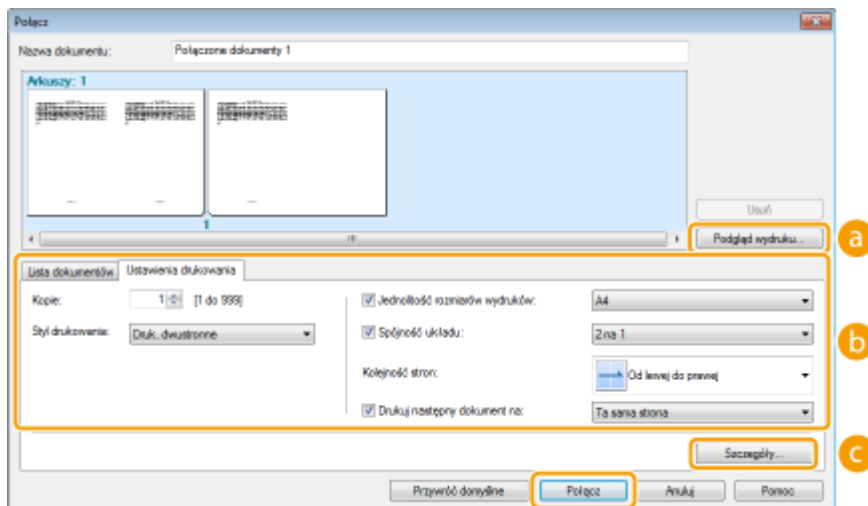 Połącz
Nazwa dokumentu: Połączone dokumenty 1
Arkuszy: 1
1
Usuń
Podgląd wydruku...
a
Lista dokumentów Ustawienia drukowania
Kopie: 1 [1 do 999] Jednolitość rozmiarów wydruków: A4
Styl drukowania: Druk. dwustronne Spójność układu: 2 na 1
b
Kolejność stron: Od lewej do prawej
Drukuj następny dokument na: Ta sama strona
Szczegóły...
c
Przywróć domyślne Połącz Anuluj Pomoc